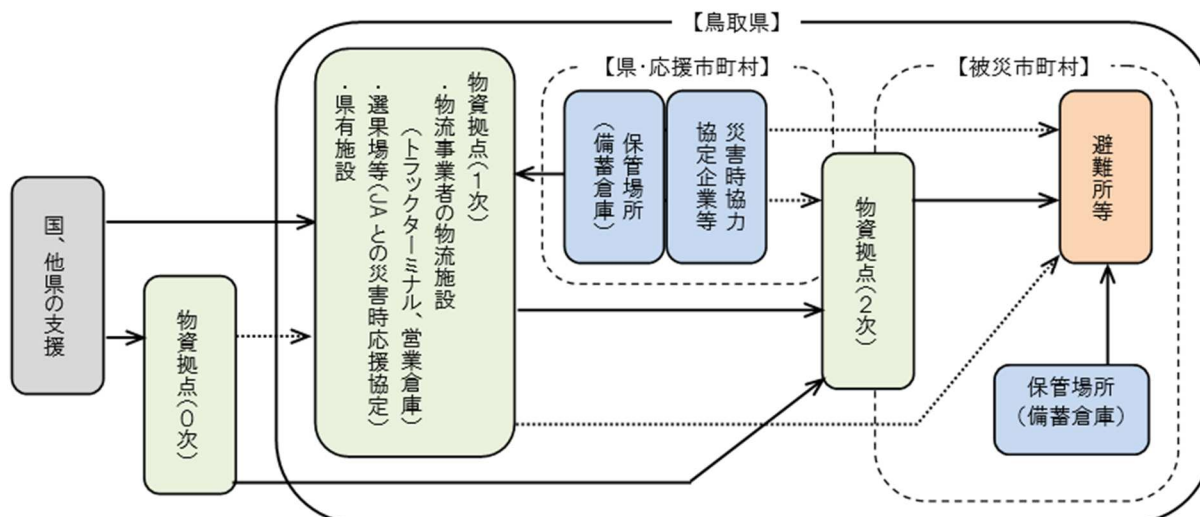 【鳥取県】
国、他県の支援
物資拠点(０次)
物資拠点(１次)
・物流事業者の物流施設
(トラックターミナル、営業倉庫)
・選果場等(JAとの災害時応援協定)
・県有施設
【県・応援市町村】
保管場所
(備蓄倉庫)
災害時協力
協定企業等
物資拠点(２次)
【被災市町村】
避難所等
保管場所
(備蓄倉庫)